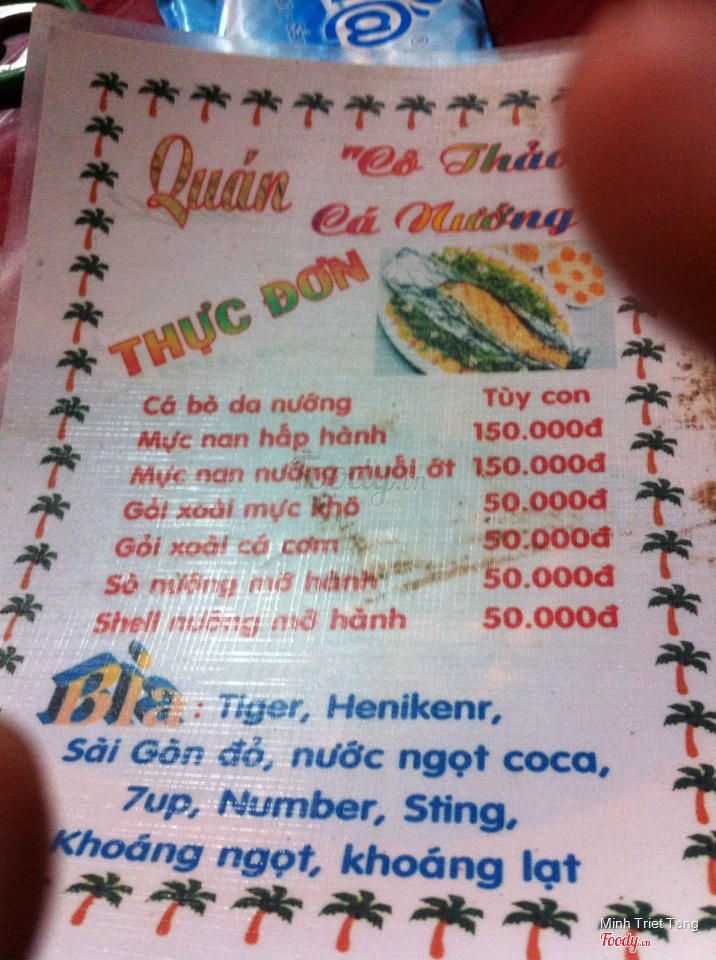 Quán "Cô Thảo
Cá Nướng
THỰC ĐƠN
Cá bò da nướng Tùy con
Mực nan hấp hành 150.000đ
Mực nan nướng muối ớt 150.000đ
Gỏi xoài mực khô 50.000đ
Gỏi xoài cá cơm 50.000đ
Sò nướng mỡ hành 50.000đ
Shell nướng mỡ hành 50.000đ
Bia : Tiger, Henikenr,
Sài Gòn đỏ, nước ngọt coca,
7up, Number, Sting,
Khoáng ngọt, khoáng lạt
Foody.vn
Minh Triet Tang
Foody.vn